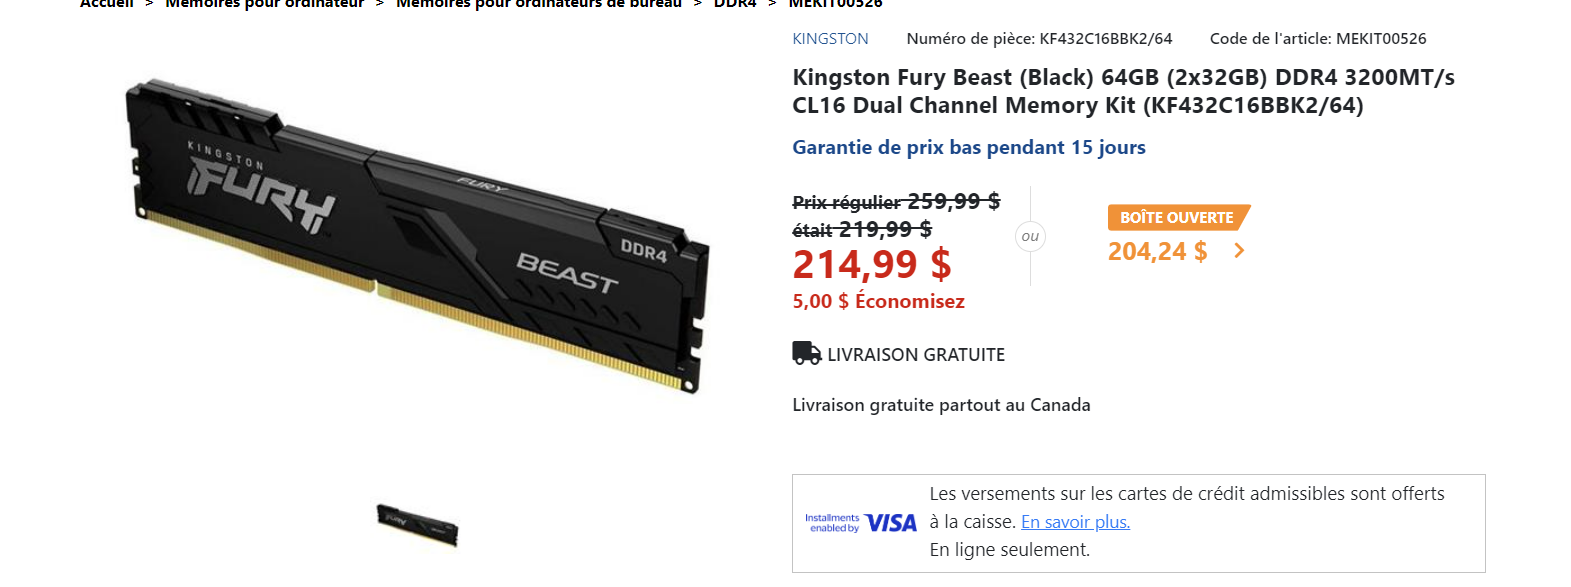 Accueil > Mémoires pour ordinateur > Mémoires pour ordinateurs de bureau > DDR4 > MEKIT00526
KINGSTON Numéro de pièce: KF432C16BBK2/64 Code de l'article: MEKIT00526
Kingston Fury Beast (Black) 64GB (2x32GB) DDR4 3200MT/s
CL16 Dual Channel Memory Kit (KF432C16BBK2/64)
Garantie de prix bas pendant 15 jours
Prix régulier 259,99 $
était 219,99 $
214,99 $
5,00 $ Économisez
ou
BOÎTE OUVERTE
204,24 $ >
LIVRAISON GRATUITE
Livraison gratuite partout au Canada
Installments
enabled by
VISA
Les versements sur les cartes de crédit admissibles sont offerts
à la caisse. En savoir plus.
En ligne seulement.
KINGSTON
FURY
FURY
BEAST
DDR4
FURY